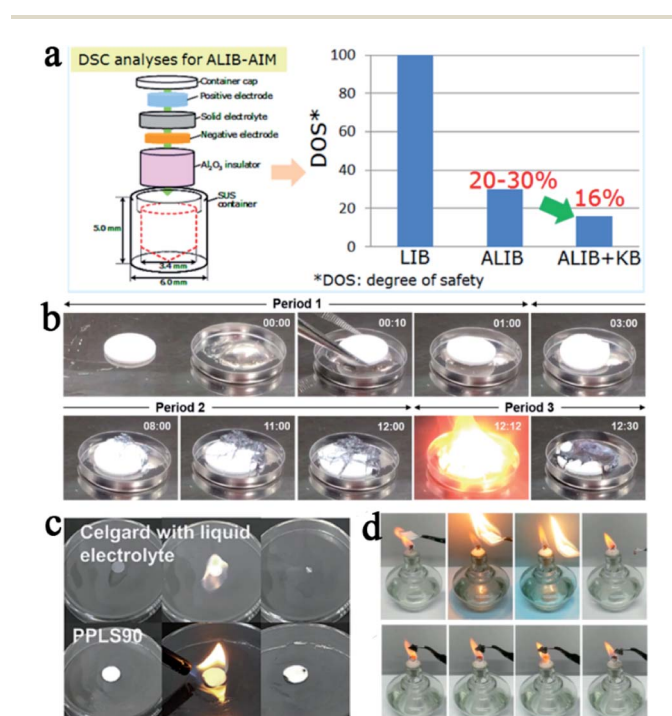 a
DSC analyses for ALIB-AIM
Container cap
Positive electrode
Solid electrolyte
Negative electrode
Al₂O₃ insulator
SUS
container
5.0 mm
3.4 mm
6.0 mm
DOS*
100
80
60
40
20
0
20-30%
16%
LIB
ALIB
ALIB+KB
*DOS: degree of safety
Period 1
b
00:00
00:10
01:00
03:00
Period 2
Period 3
08:00
11:00
12:00
12:12
12:30
c
Celgard with liquid
electrolyte
PPLS90
d